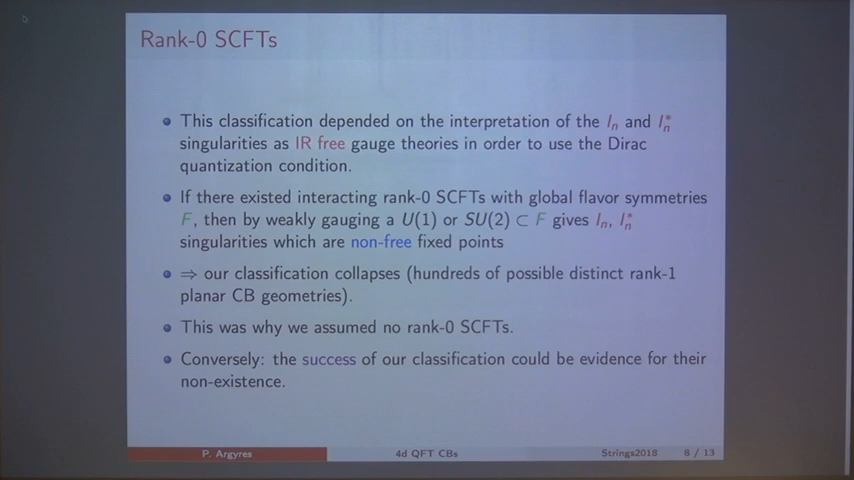 Rank-0 SCFTs
This classification depended on the interpretation of the Iₙ and Iₙ*
singularities as IR free gauge theories in order to use the Dirac
quantization condition.
If there existed interacting rank-0 SCFTs with global flavor symmetries
F, then by weakly gauging a U(1) or SU(2) ⊂ F gives Iₙ, Iₙ*
singularities which are non-free fixed points
⇒ our classification collapses (hundreds of possible distinct rank-1
planar CB geometries).
This was why we assumed no rank-0 SCFTs.
Conversely: the success of our classification could be evidence for their
non-existence.
P. Argyres 4d QFT CBs Strings2018 8 / 13